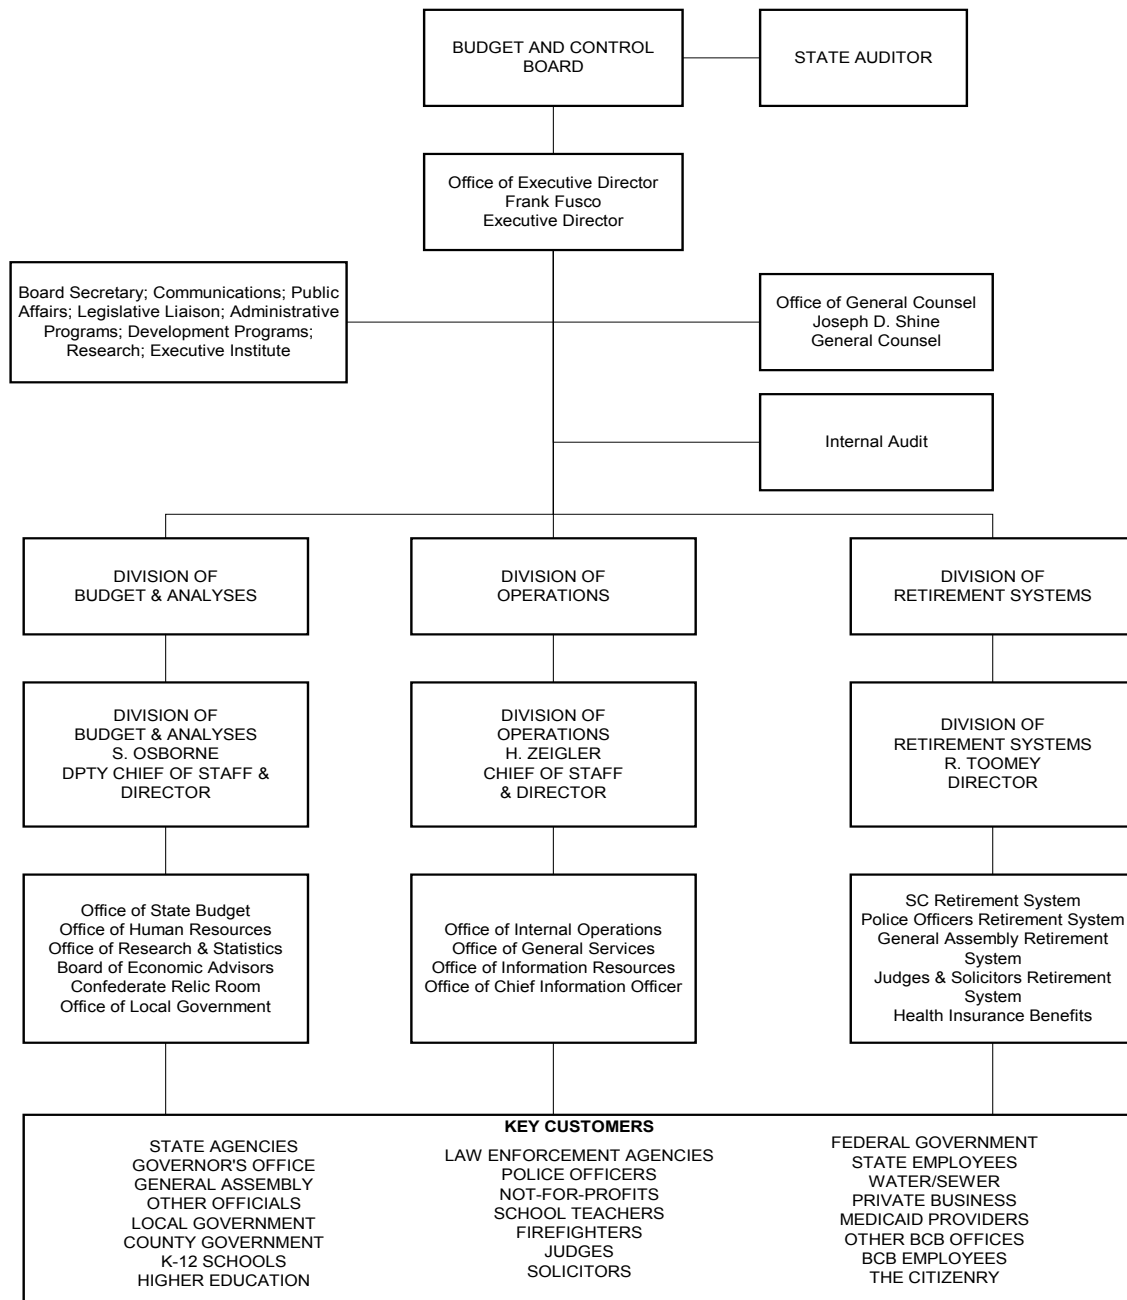 BUDGET AND CONTROL
BOARD
STATE AUDITOR
Office of Executive Director
Frank Fusco
Executive Director
Board Secretary; Communications; Public
Affairs; Legislative Liaison; Administrative
Programs; Development Programs;
Research; Executive Institute
Office of General Counsel
Joseph D. Shine
General Counsel
Internal Audit
DIVISION OF
BUDGET & ANALYSES
DIVISION OF
OPERATIONS
DIVISION OF
RETIREMENT SYSTEMS
DIVISION OF
BUDGET & ANALYSES
S. OSBORNE
DPTY CHIEF OF STAFF &
DIRECTOR
DIVISION OF
OPERATIONS
H. ZEIGLER
CHIEF OF STAFF
& DIRECTOR
DIVISION OF
RETIREMENT SYSTEMS
R. TOOMEY
DIRECTOR
Office of State Budget
Office of Human Resources
Office of Research & Statistics
Board of Economic Advisors
Confederate Relic Room
Office of Local Government
Office of Internal Operations
Office of General Services
Office of Information Resources
Office of Chief Information Officer
SC Retirement System
Police Officers Retirement System
General Assembly Retirement
System
Judges & Solicitors Retirement
System
Health Insurance Benefits
KEY CUSTOMERS
STATE AGENCIES
GOVERNOR'S OFFICE
GENERAL ASSEMBLY
OTHER OFFICIALS
LOCAL GOVERNMENT
COUNTY GOVERNMENT
K-12 SCHOOLS
HIGHER EDUCATION
LAW ENFORCEMENT AGENCIES
POLICE OFFICERS
NOT-FOR-PROFITS
SCHOOL TEACHERS
FIREFIGHTERS
JUDGES
SOLICITORS
FEDERAL GOVERNMENT
STATE EMPLOYEES
WATER/SEWER
PRIVATE BUSINESS
MEDICAID PROVIDERS
OTHER BCB OFFICES
BCB EMPLOYEES
THE CITIZENRY